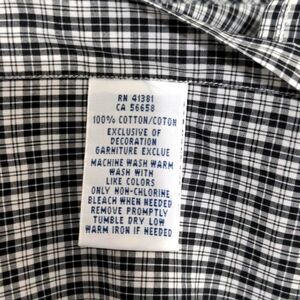 RN 41381
CA 56658
100% COTTON/COTON
EXCLUSIVE OF
DECORATION
GARNITURE EXCLUE
MACHINE WASH WARM
WASH WITH
LIKE COLORS
ONLY NON-CHLORINE
BLEACH WHEN NEEDED
REMOVE PROMPTLY
TUMBLE DRY LOW
WARM IRON IF NEEDED